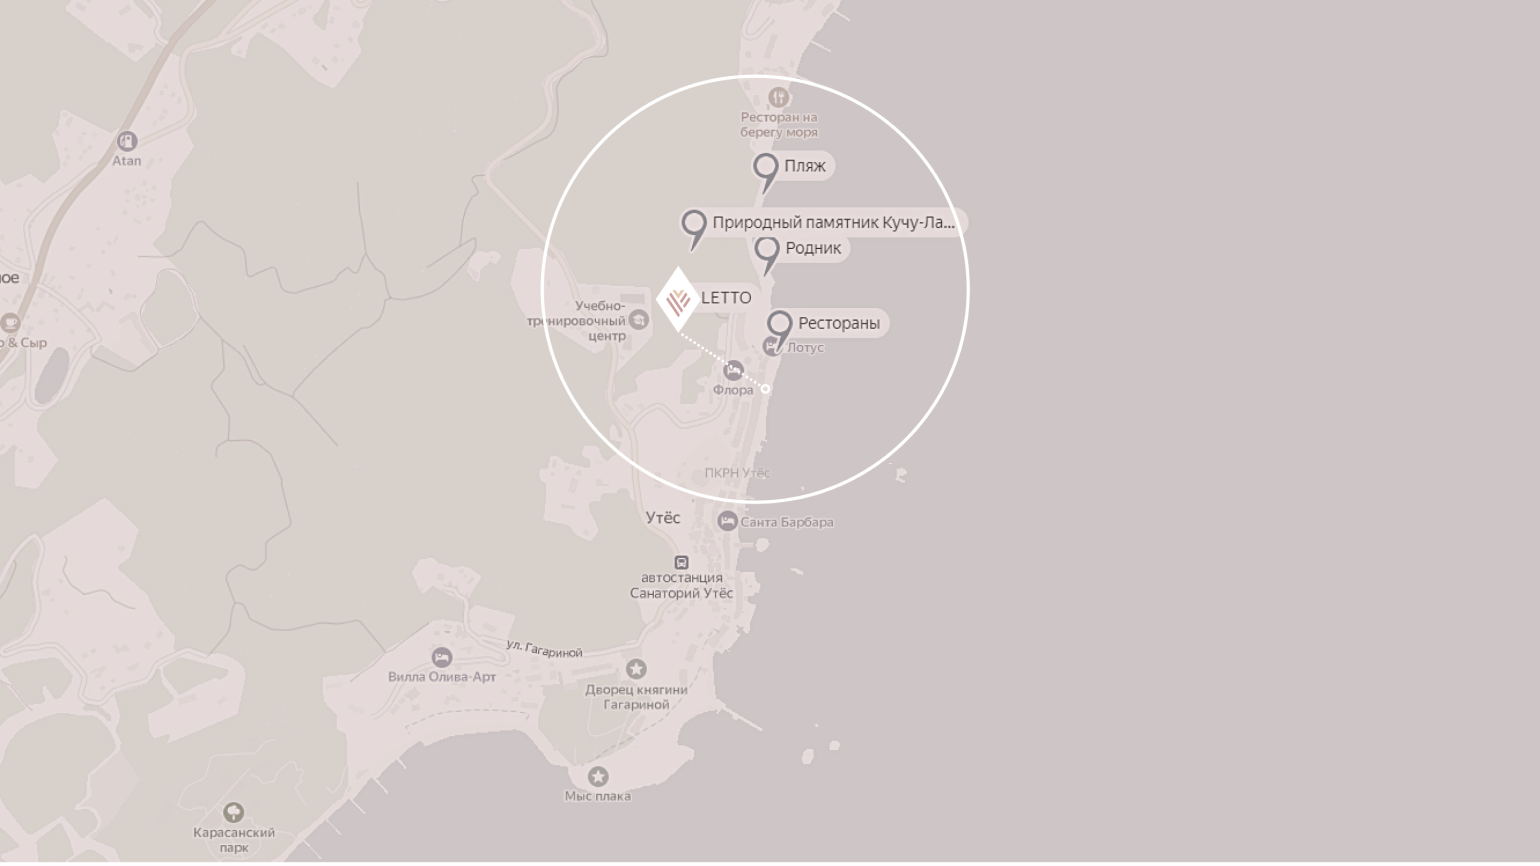 Ресторан на
берегу моря
Atan
Пляж
Природный памятник Кучу-Ла...
Родник
ное
LETTO
Учебно-
тренировочный
центр
Рестораны
р & Сыр
Лотус
Флора
ПКРН Утёс
Утёс
Санта Барбара
автостанция
Санаторий Утёс
ул. Гагариной
Вилла Олива-Арт
Дворец княгини
Гагариной
Мыс плака
Карасанский
парк